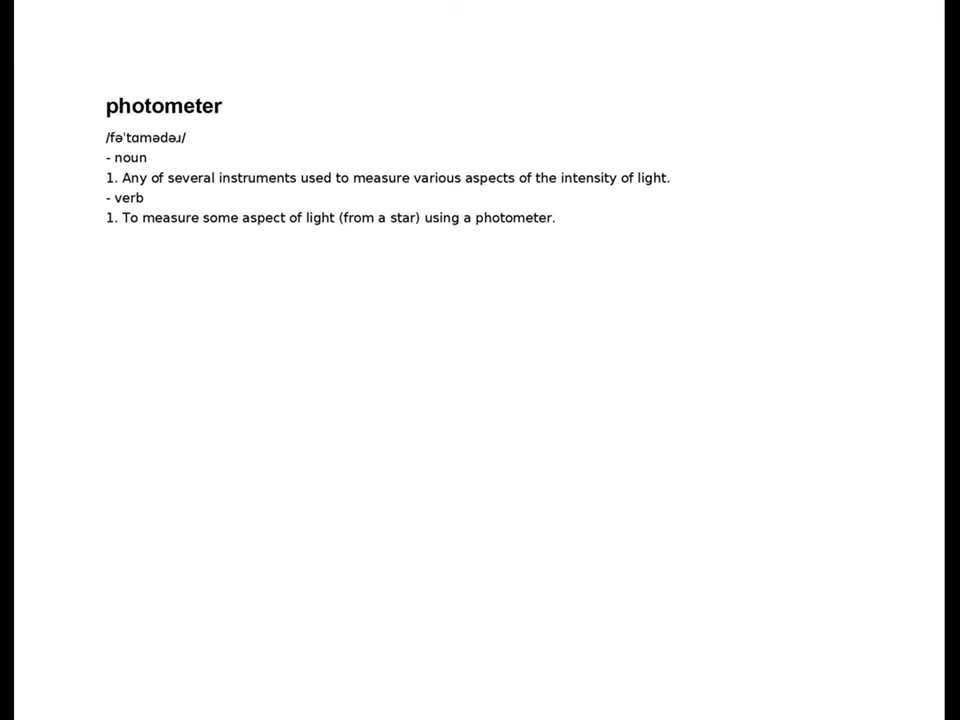 photometer
/fəˈtɑmədəɹ/
- noun
1. Any of several instruments used to measure various aspects of the intensity of light.
- verb
1. To measure some aspect of light (from a star) using a photometer.